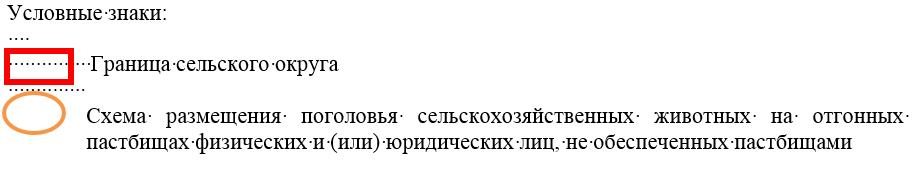 Условные знаки:
Граница сельского округа
Схема размещения поголовья сельскохозяйственных животных на отгонных
пастбищах физических и (или) юридических лиц, не обеспеченных пастбищами